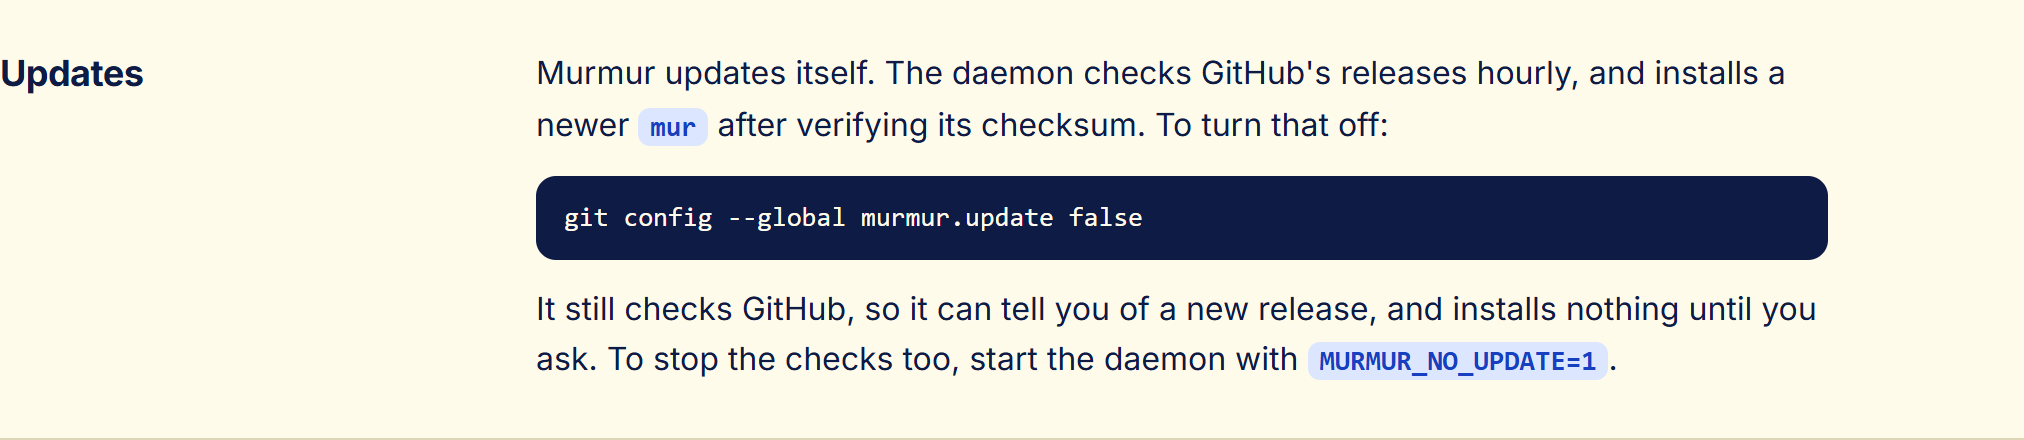 Updates
Murmur updates itself. The daemon checks GitHub's releases hourly, and installs a
newer mur after verifying its checksum. To turn that off:
git config --global murmur.update false
It still checks GitHub, so it can tell you of a new release, and installs nothing until you
ask. To stop the checks too, start the daemon with MURMUR_NO_UPDATE=1.